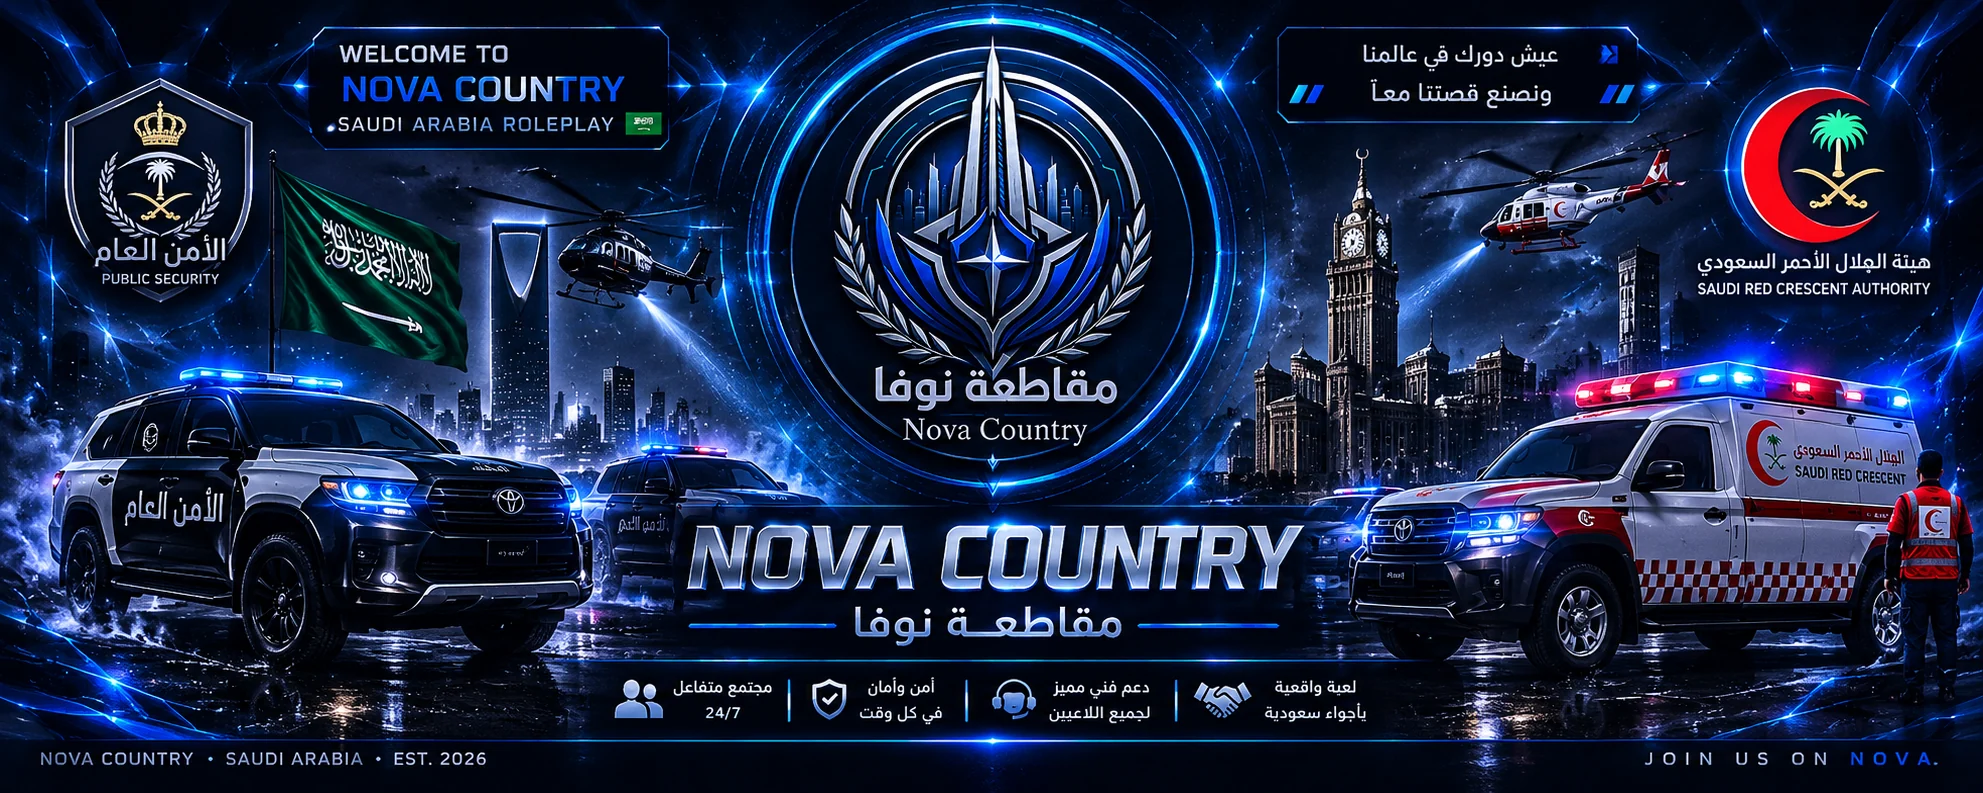 WELCOME TO
NOVA COUNTRY
SAUDI ARABIA ROLEPLAY
عيش دورك في عالمنا
ونصنع قصتنا معاً
الأمن العام
PUBLIC SECURITY
هيئة الهلال الأحمر السعودي
SAUDI RED CRESCENT AUTHORITY
مقاطعة نوفا
Nova Country
الأمن العام
الهلال الأحمر السعودي
SAUDI RED CRESCENT
NOVA COUNTRY
مقاطعـة نوفا
مجتمع متفاعل
24/7
أمن وأمان
في كل وقت
دعم فني مميز
لجميع اللاعبين
لعبة واقعية
بأجواء سعودية
NOVA COUNTRY • SAUDI ARABIA • EST. 2026
JOIN US ON NOVA.